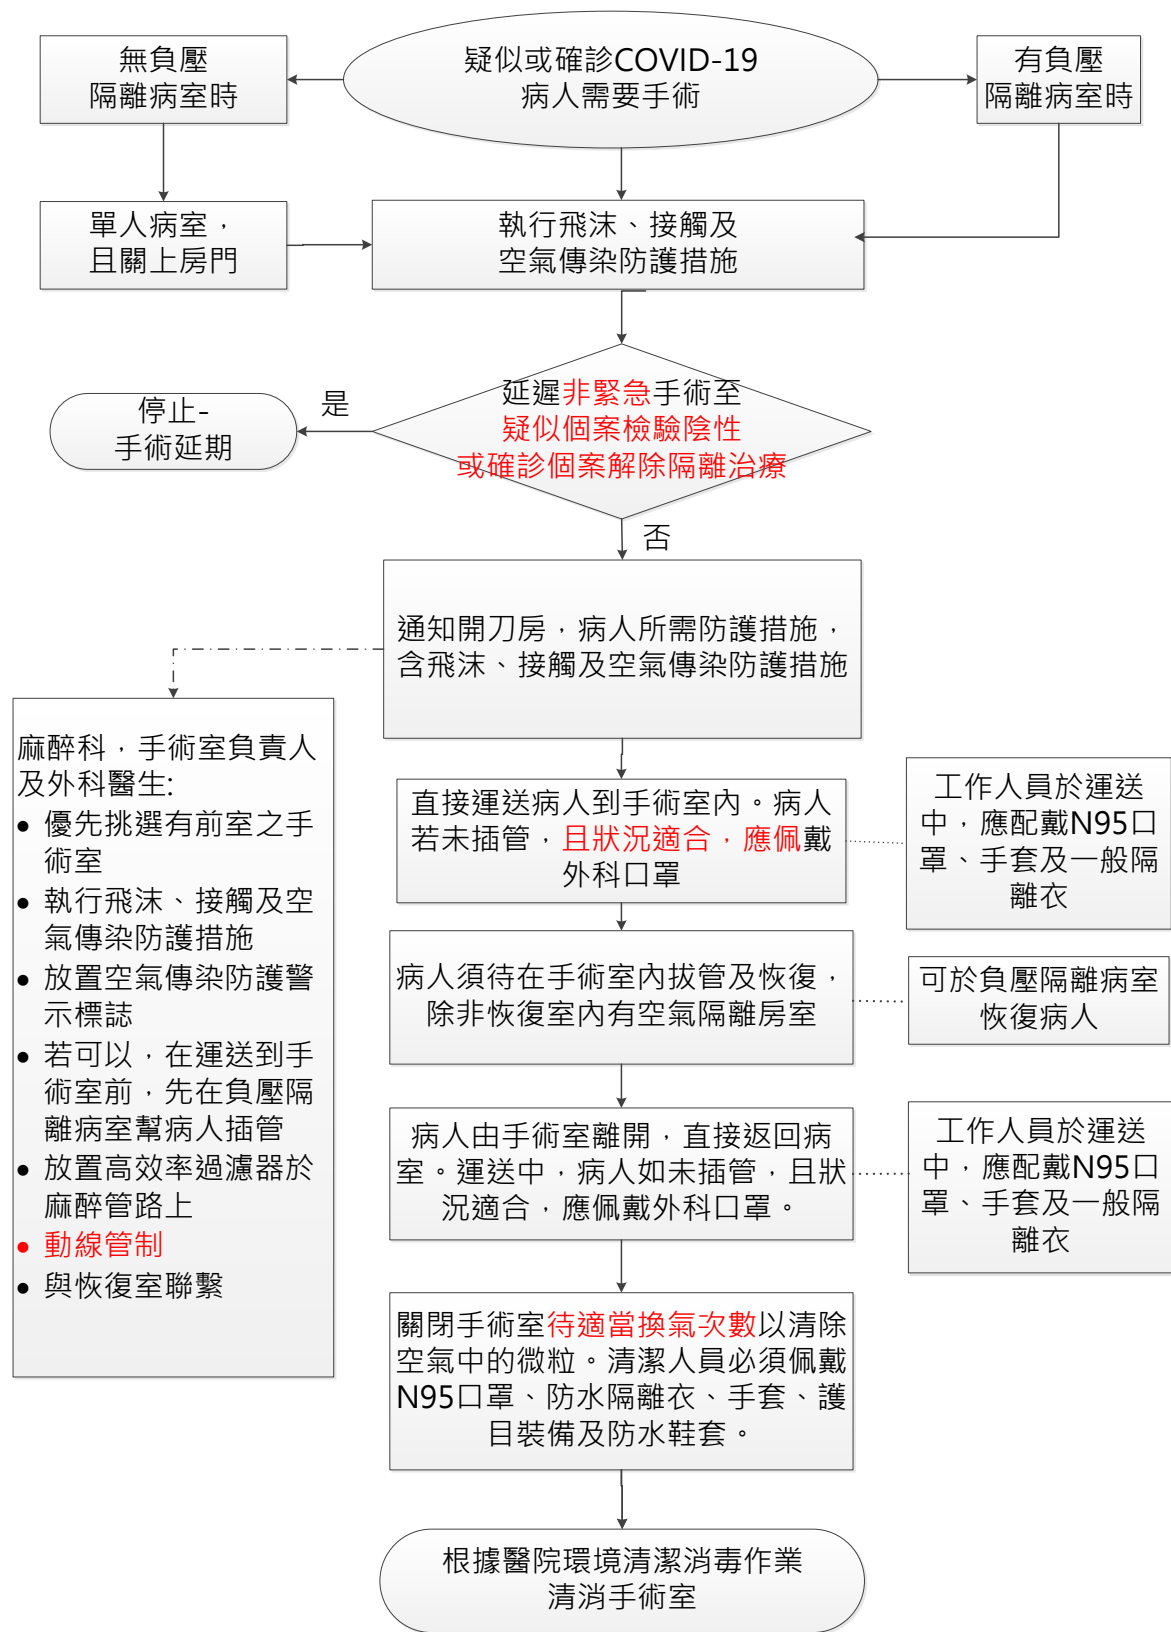 疑似或確診COVID-19
病人需要手術
無負壓
隔離病室時
有負壓
隔離病室時
單人病室，
且關上房門
執行飛沫、接觸及
空氣傳染防護措施
延遲非緊急手術至
疑似個案檢驗陰性
或確診個案解除隔離治療
是
停止-
手術延期
否
通知開刀房，病人所需防護措施，
含飛沫、接觸及空氣傳染防護措施
麻醉科，手術室負責人
及外科醫生:
• 優先挑選有前室之手
術室
• 執行飛沫、接觸及空
氣傳染防護措施
• 放置空氣傳染防護警
示標誌
• 若可以，在運送到手
術室前，先在負壓隔
離病室幫病人插管
• 放置高效率過濾器於
麻醉管路上
• 動線管制
• 與恢復室聯繫
直接運送病人到手術室內。病人
若未插管，且狀況適合，應佩戴
外科口罩
工作人員於運送
中，應配戴N95口
罩、手套及一般隔
離衣
病人須待在手術室內拔管及恢復，
除非恢復室內有空氣隔離房室
可於負壓隔離病室
恢復病人
病人由手術室離開，直接返回病
室。運送中，病人如未插管，且狀
況適合，應佩戴外科口罩。
工作人員於運送
中，應配戴N95口
罩、手套及一般隔
離衣
關閉手術室待適當換氣次數以清除
空氣中的微粒。清潔人員必須佩戴
N95口罩、防水隔離衣、手套、護
目裝備及防水鞋套。
根據醫院環境清潔消毒作業
清消手術室